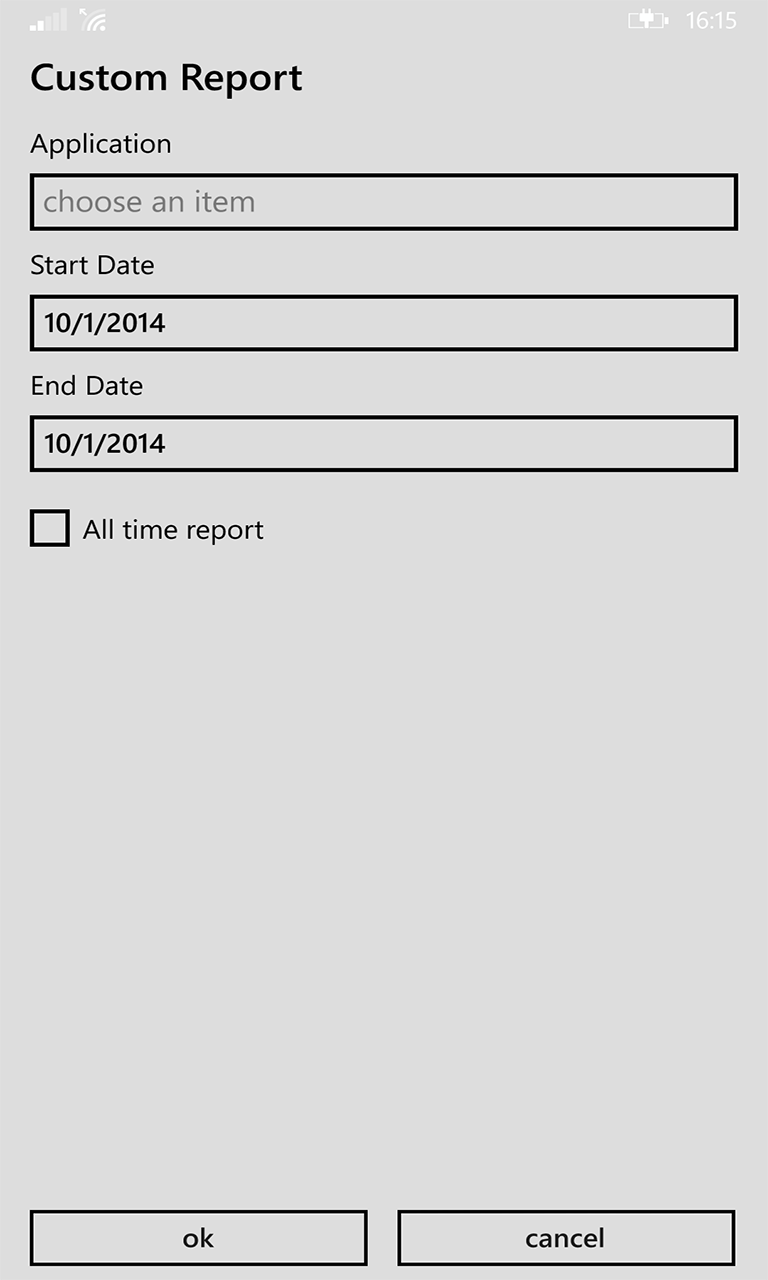 16:15
Custom Report
Application
choose an item
Start Date
10/1/2014
End Date
10/1/2014
All time report
ok
cancel